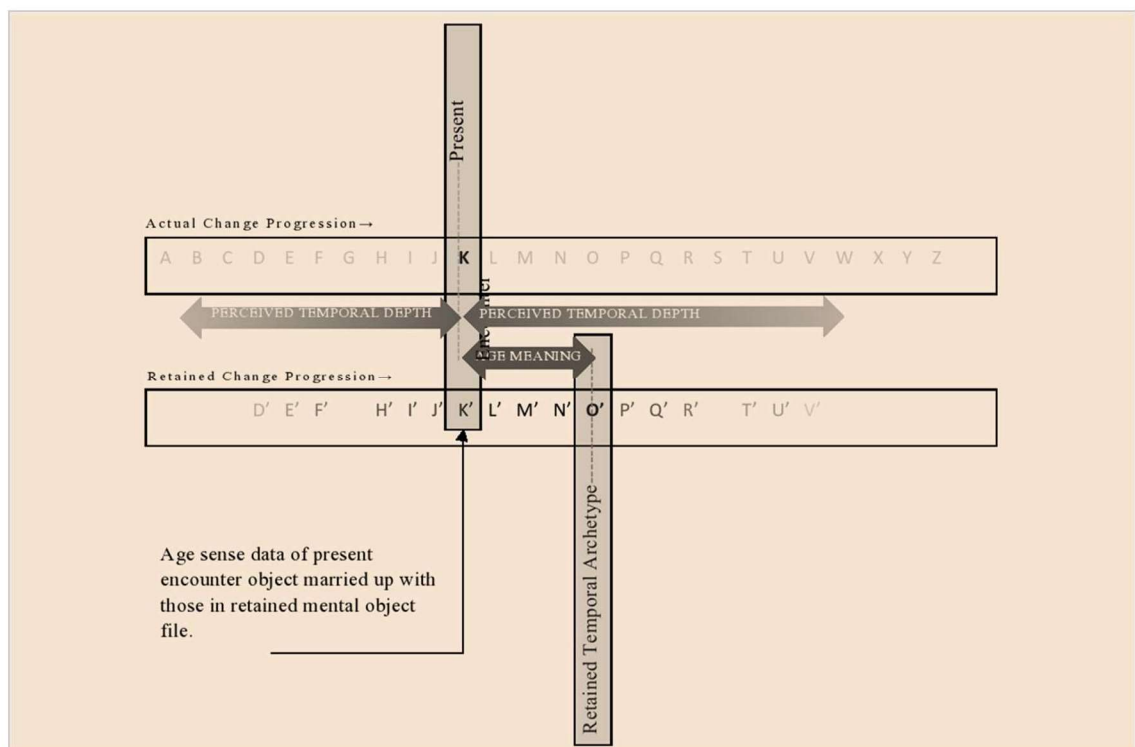 Present
Actual Change Progression→
A B C D E F G H I J K L M N O P Q R S T U V W X Y Z
PERCEIVED TEMPORAL DEPTH PERCEIVED TEMPORAL DEPTH
AGE MEANING
Retained Change Progression→
D’ E’ F’ H’ I’ J’ K’ L’ M’ N’ O’ P’ Q’ R’ T’ U’ V’
Retained Temporal Archetype
Age sense data of present
encounter object married up with
those in retained mental object
file.